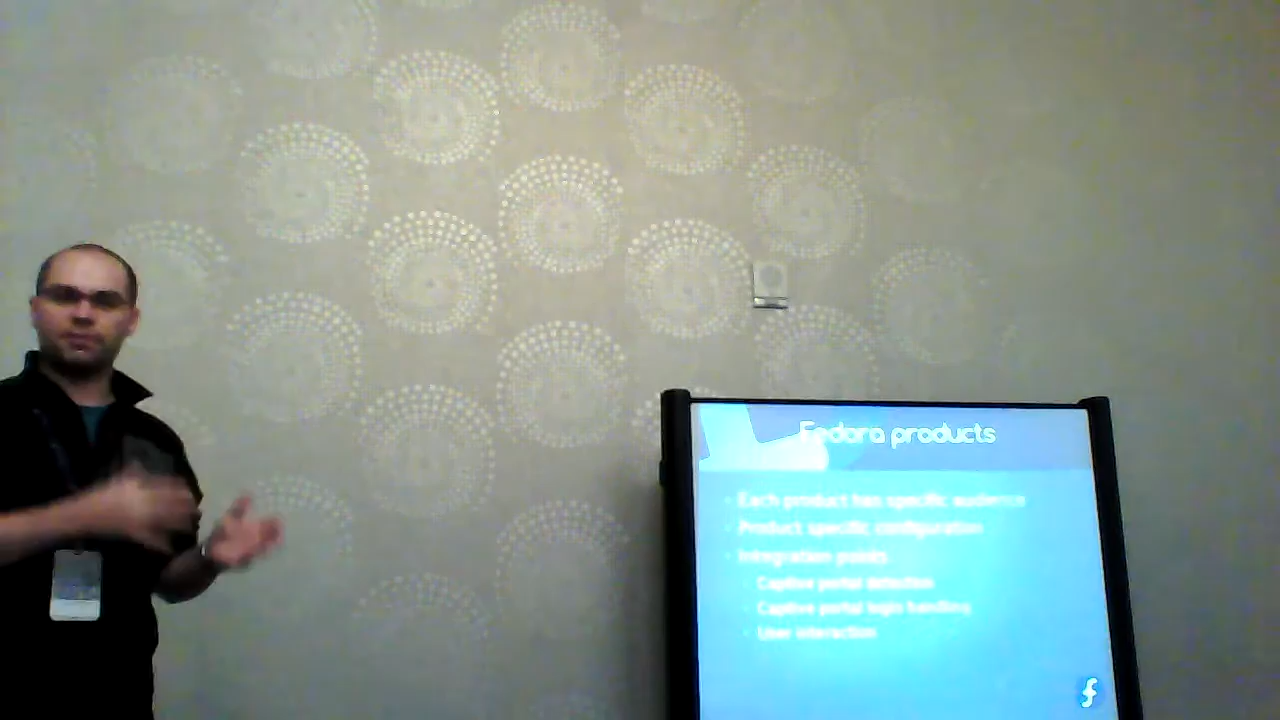 Fedora products
Each product has specific audience
Product specific configuration
Integration points
Captive portal detection
Captive portal login handling
User interaction